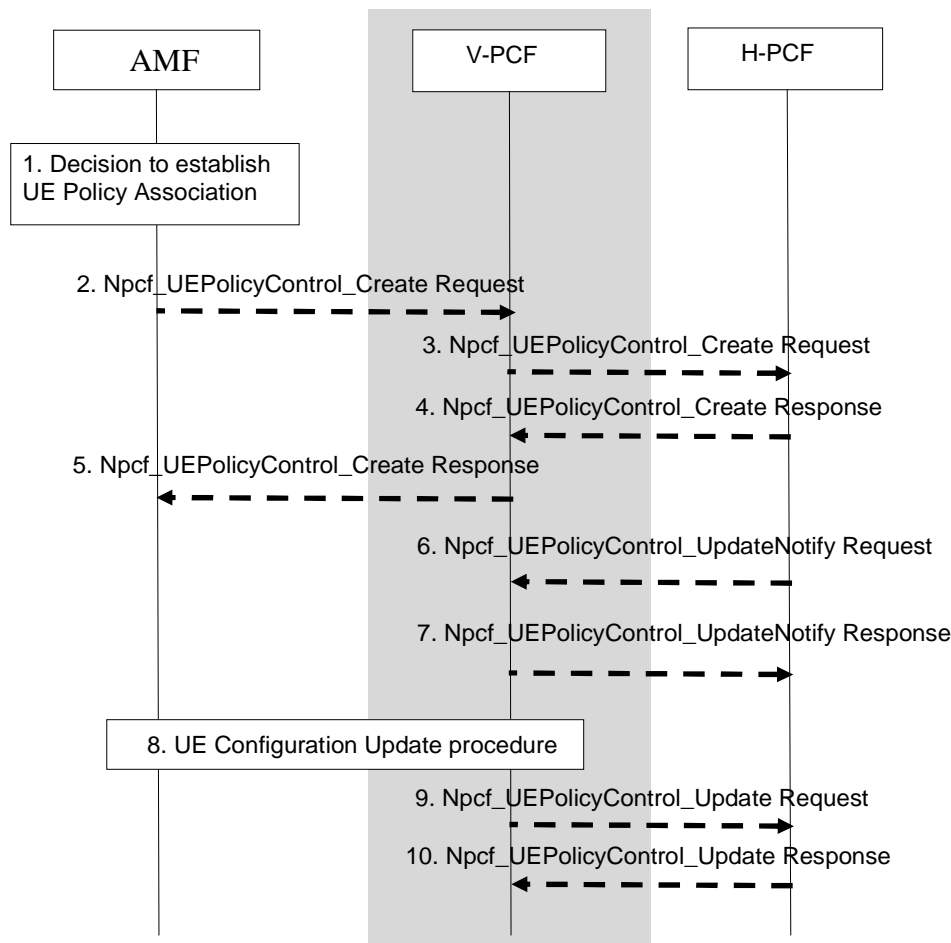 AMF
V-PCF
H-PCF
1. Decision to establish
UE Policy Association
2. Npcf_UEPolicyControl_Create Request
3. Npcf_UEPolicyControl_Create Request
4. Npcf_UEPolicyControl_Create Response
5. Npcf_UEPolicyControl_Create Response
6. Npcf_UEPolicyControl_UpdateNotify Request
7. Npcf_UEPolicyControl_UpdateNotify Response
8. UE Configuration Update procedure
9. Npcf_UEPolicyControl_Update Request
10. Npcf_UEPolicyControl_Update Response